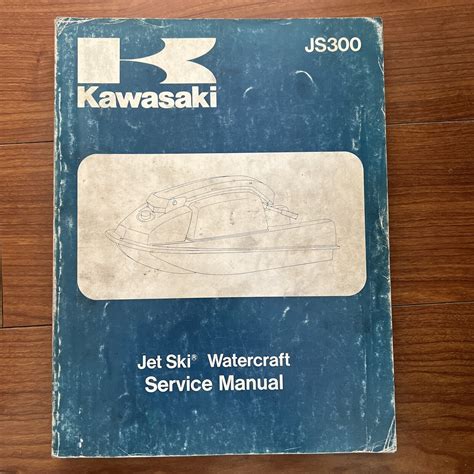 JS300
Kawasaki
Jet Ski® Watercraft
Service Manual